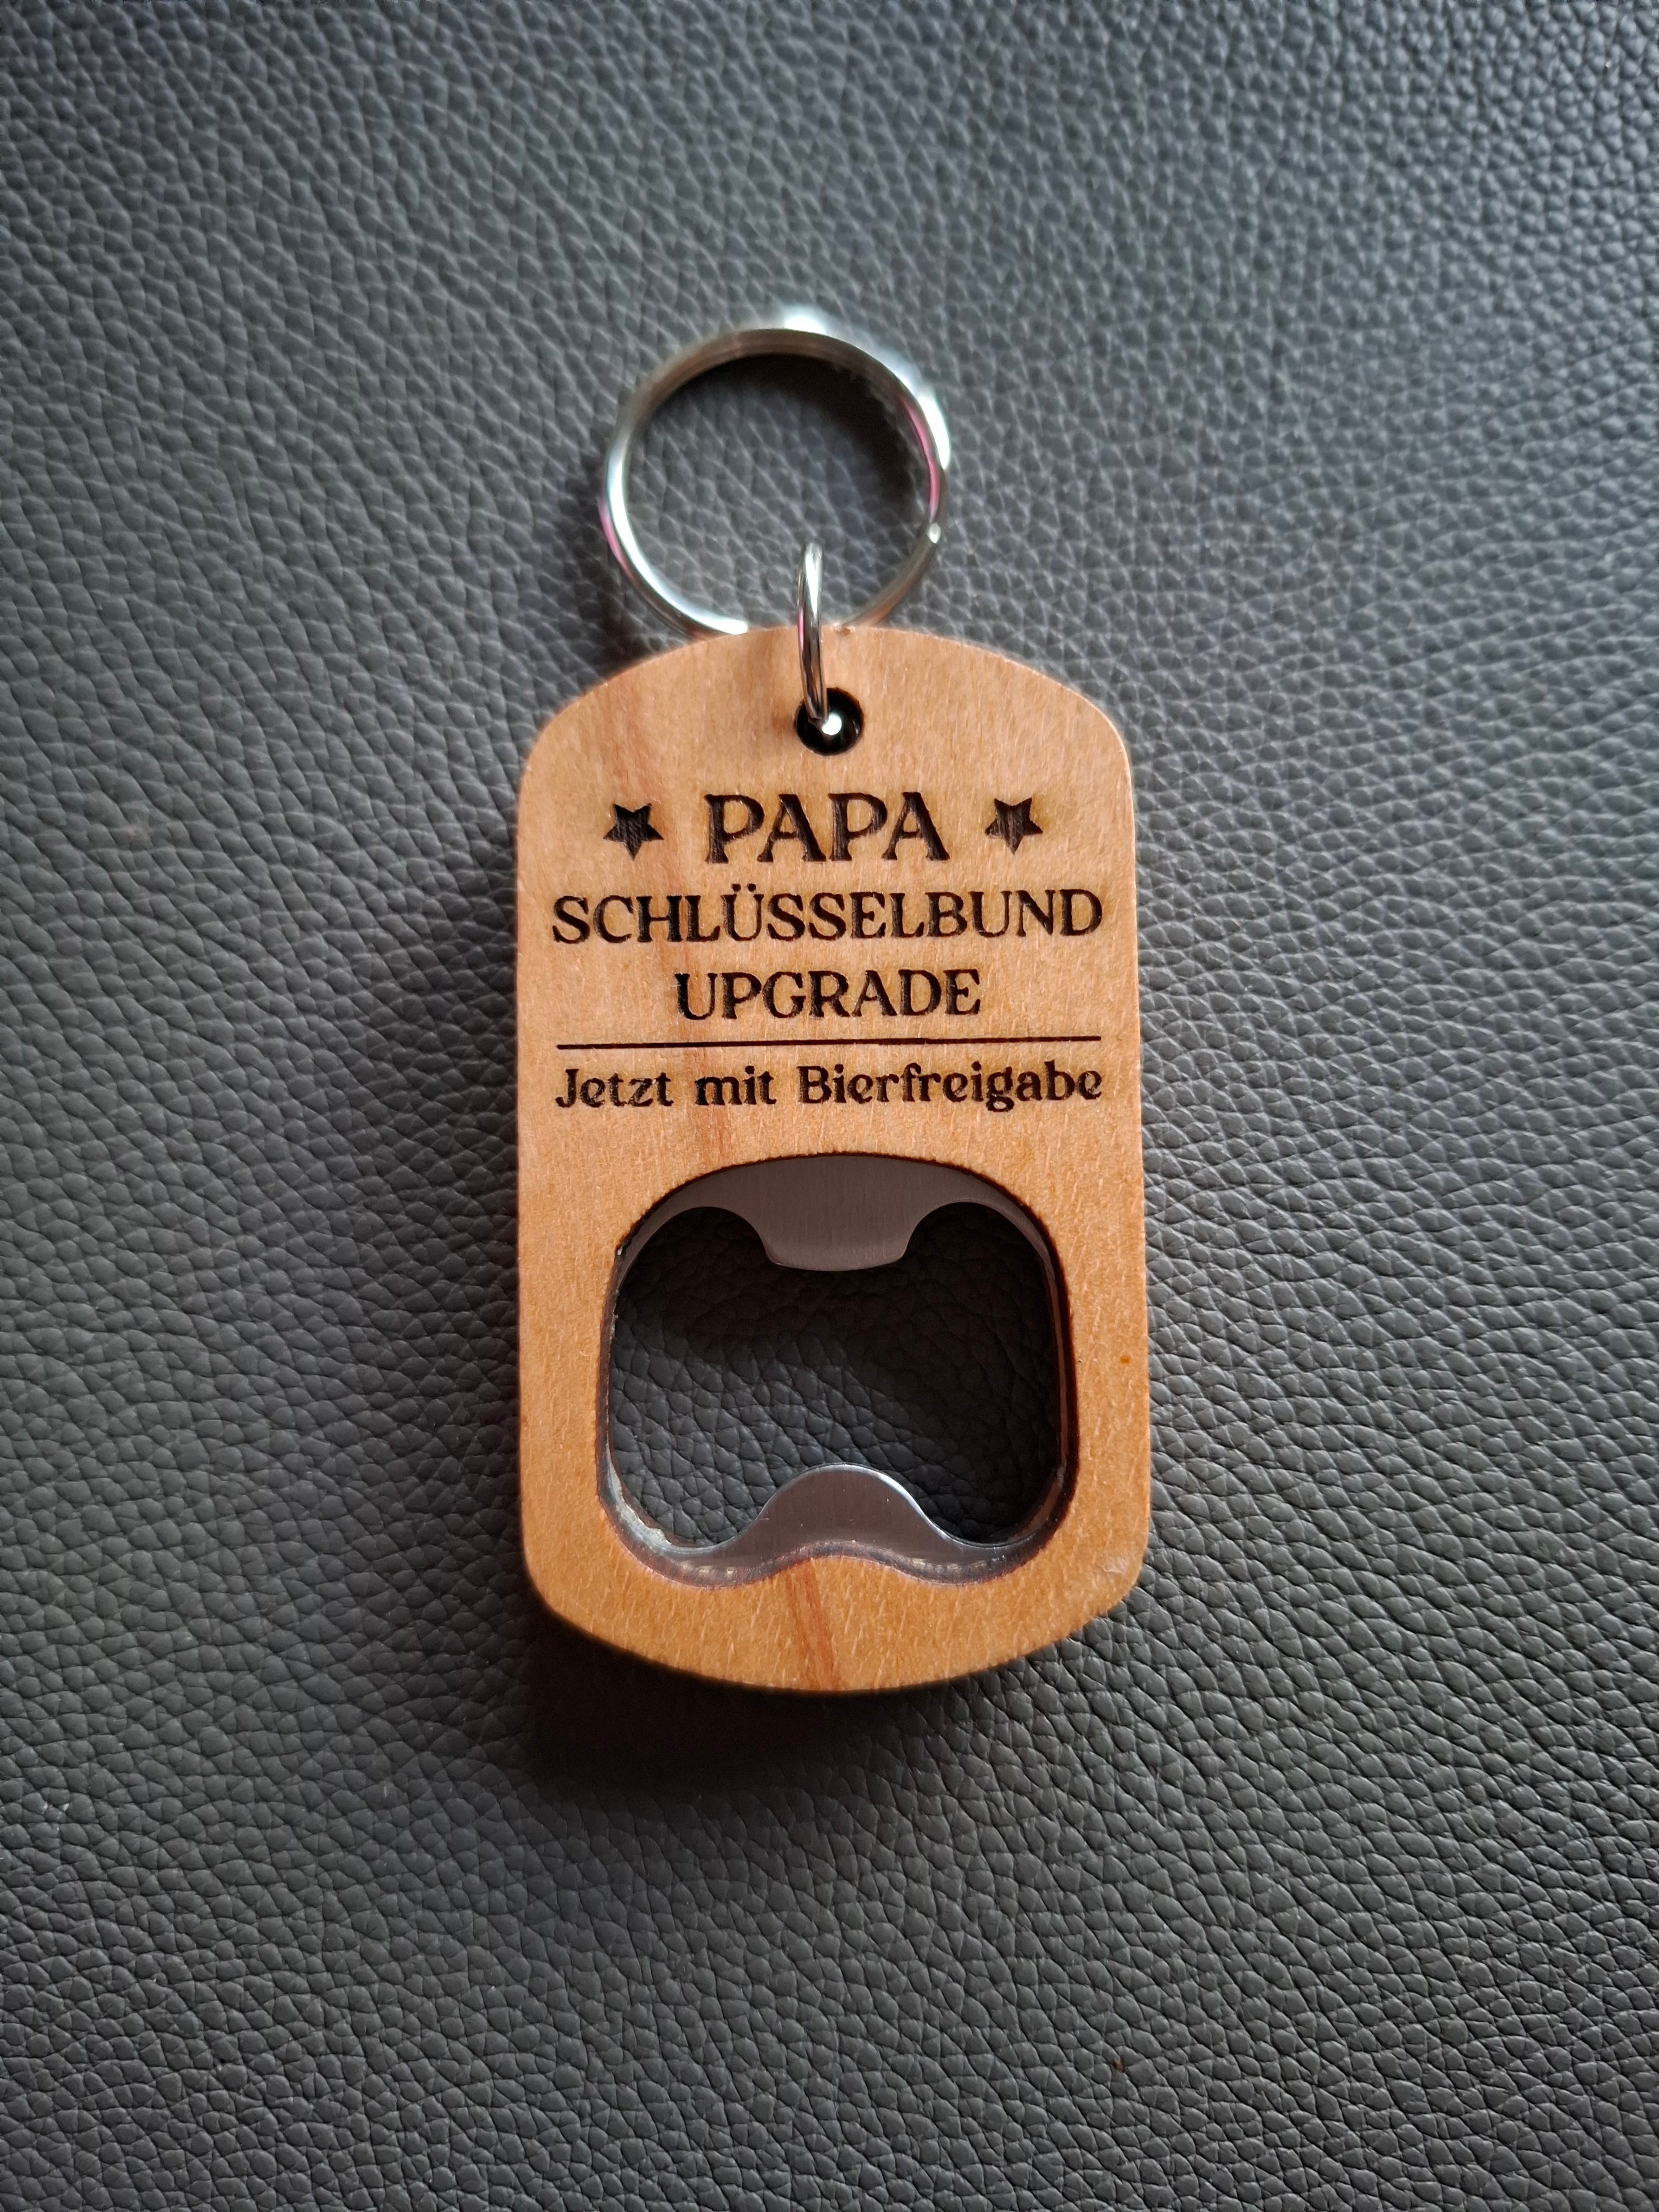 PAPA
SCHLÜSSELBUND
UPGRADE
Jetzt mit Bierfreigabe